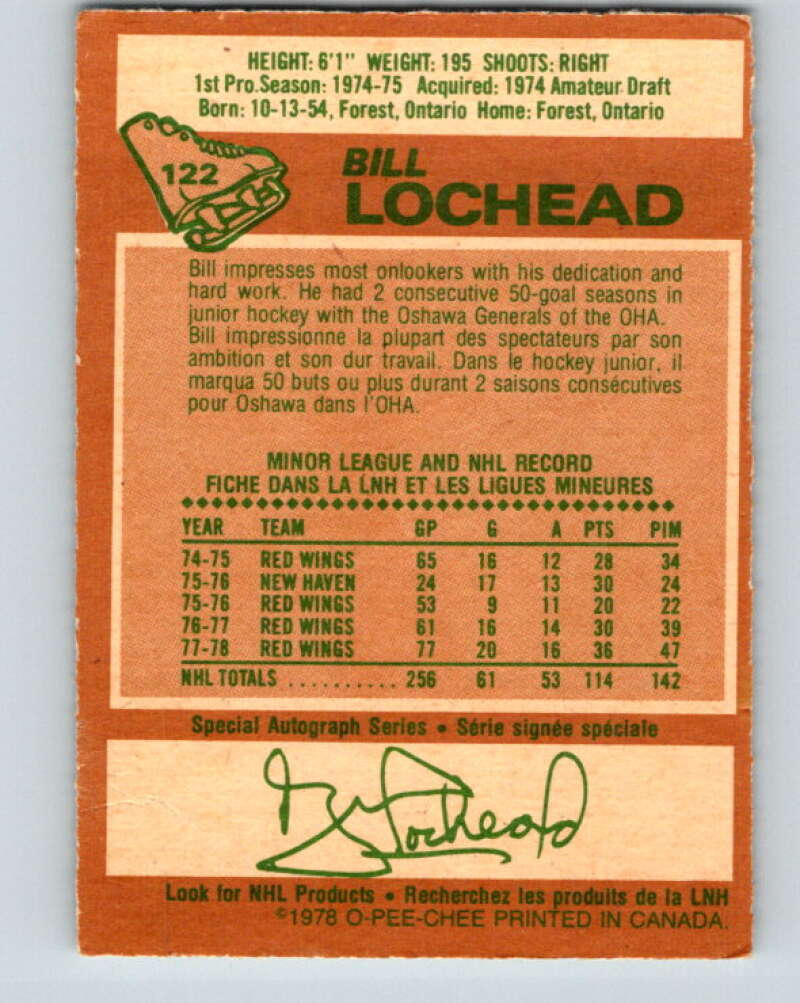 HEIGHT: 6'1" WEIGHT: 195 SHOOTS: RIGHT
1st Pro.Season: 1974-75 Acquired: 1974 Amateur Draft
Born: 10-13-54, Forest, Ontario Home: Forest, Ontario
122
BILL
LOCHEAD
Bill impresses most onlookers with his dedication and
hard work. He had 2 consecutive 50-goal seasons in
junior hockey with the Oshawa Generals of the OHA.
Bill impressionne la plupart des spectateurs par son
ambition et son dur travail. Dans le hockey junior, il
marqua 50 buts ou plus durant 2 saisons consécutives
pour Oshawa dans l'OHA.
MINOR LEAGUE AND NHL RECORD
FICHE DANS LA LNH ET LES LIGUES MINEURES
YEAR TEAM GP G A PTS PIM
74-75 RED WINGS 65 16 12 28 34
75-76 NEW HAVEN 24 17 13 30 24
75-76 RED WINGS 53 9 11 20 22
76-77 RED WINGS 61 16 14 30 39
77-78 RED WINGS 77 20 16 36 47
NHL TOTALS .......... 256 61 53 114 142
Special Autograph Series • Série signée spéciale
Bill Lochead
Look for NHL Products • Recherchez les produits de la LNH
©1978 O-PEE-CHEE PRINTED IN CANADA.